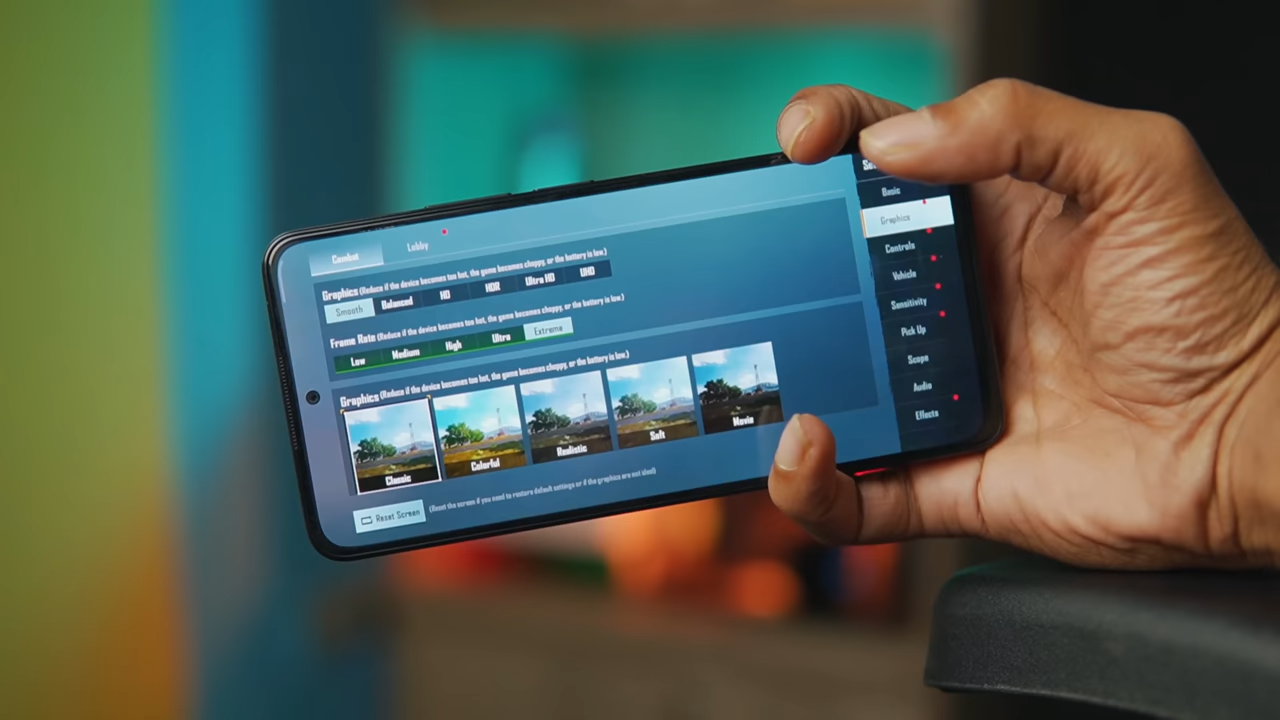 Combat
Lobby
Graphics (Reduce if the device becomes too hot, the game becomes choppy, or the battery is low.)
Smooth Balanced HD HDR Ultra HD UHD
Frame Rate (Reduce if the device becomes too hot, the game becomes choppy, or the battery is low.)
Low Medium High Ultra Extreme
Graphics (Reduce if the device becomes too hot, the game becomes choppy, or the battery is low.)
Classic Colorful Realistic Soft Movie
Reset Screen (Reset the screen if you need to restore default settings or if the graphics are not ideal)
Basic
Graphics
Controls
Vehicle
Sensitivity
Pick Up
Scope
Audio
Effects